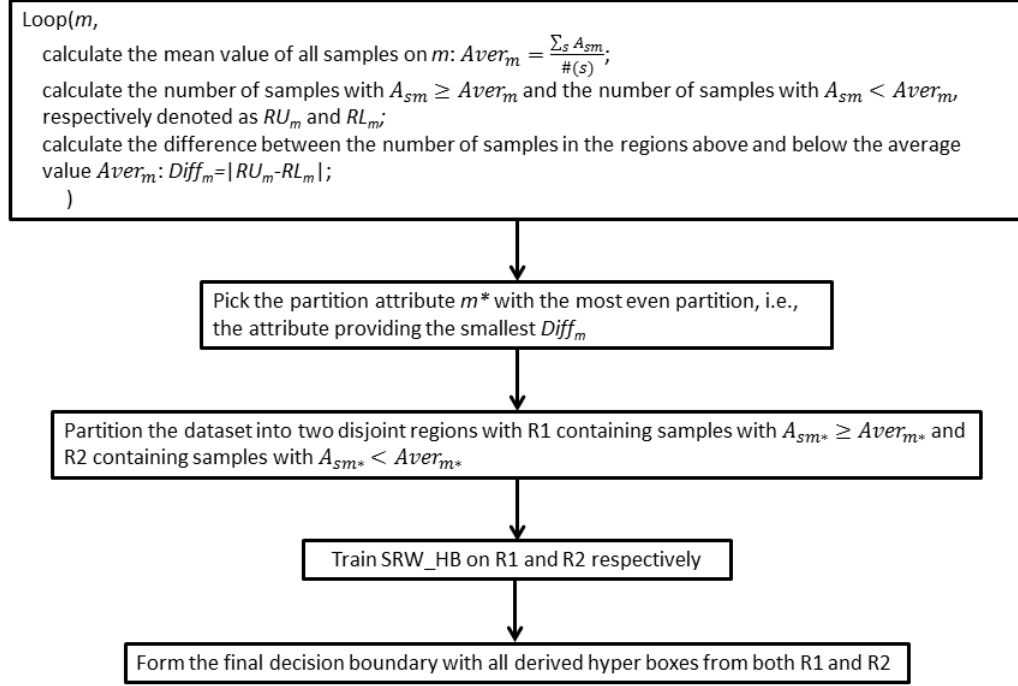 Loop(m,
calculate the mean value of all samples on m: Aver_m = ∑_s A_sm / #(s);
calculate the number of samples with A_sm ≥ Aver_m and the number of samples with A_sm < Aver_m,
respectively denoted as RU_m and RL_m;
calculate the difference between the number of samples in the regions above and below the average
value Aver_m: Diff_m=|RU_m-RL_m|;
)
Pick the partition attribute m* with the most even partition, i.e.,
the attribute providing the smallest Diff_m
Partition the dataset into two disjoint regions with R1 containing samples with A_sm* ≥ Aver_m* and
R2 containing samples with A_sm* < Aver_m*
Train SRW_HB on R1 and R2 respectively
Form the final decision boundary with all derived hyper boxes from both R1 and R2